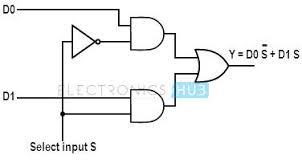 D0
Y = D0 S̅ + D1 S
D1
ELECTRONICS HUB
Select input S